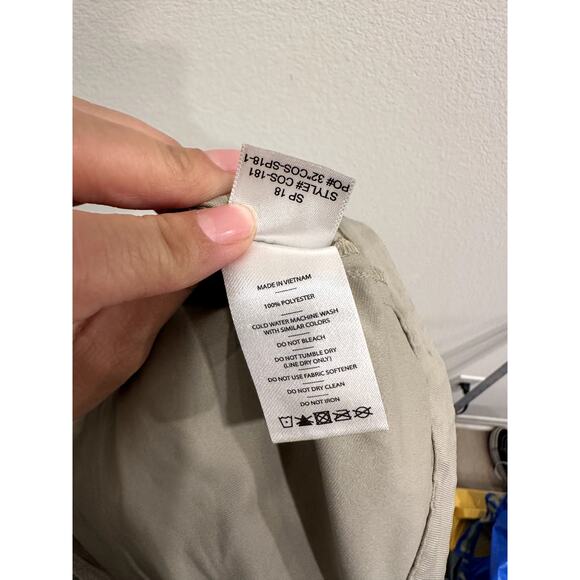 SP 18
STYLE# COS-181
PO# 32"COS-SP18-1
MADE IN VIETNAM
100% POLYESTER
COLD WATER MACHINE WASH
WITH SIMILAR COLORS
DO NOT BLEACH
DO NOT TUMBLE DRY
(LINE DRY ONLY)
DO NOT USE FABRIC SOFTENER
DO NOT DRY CLEAN
DO NOT IRON